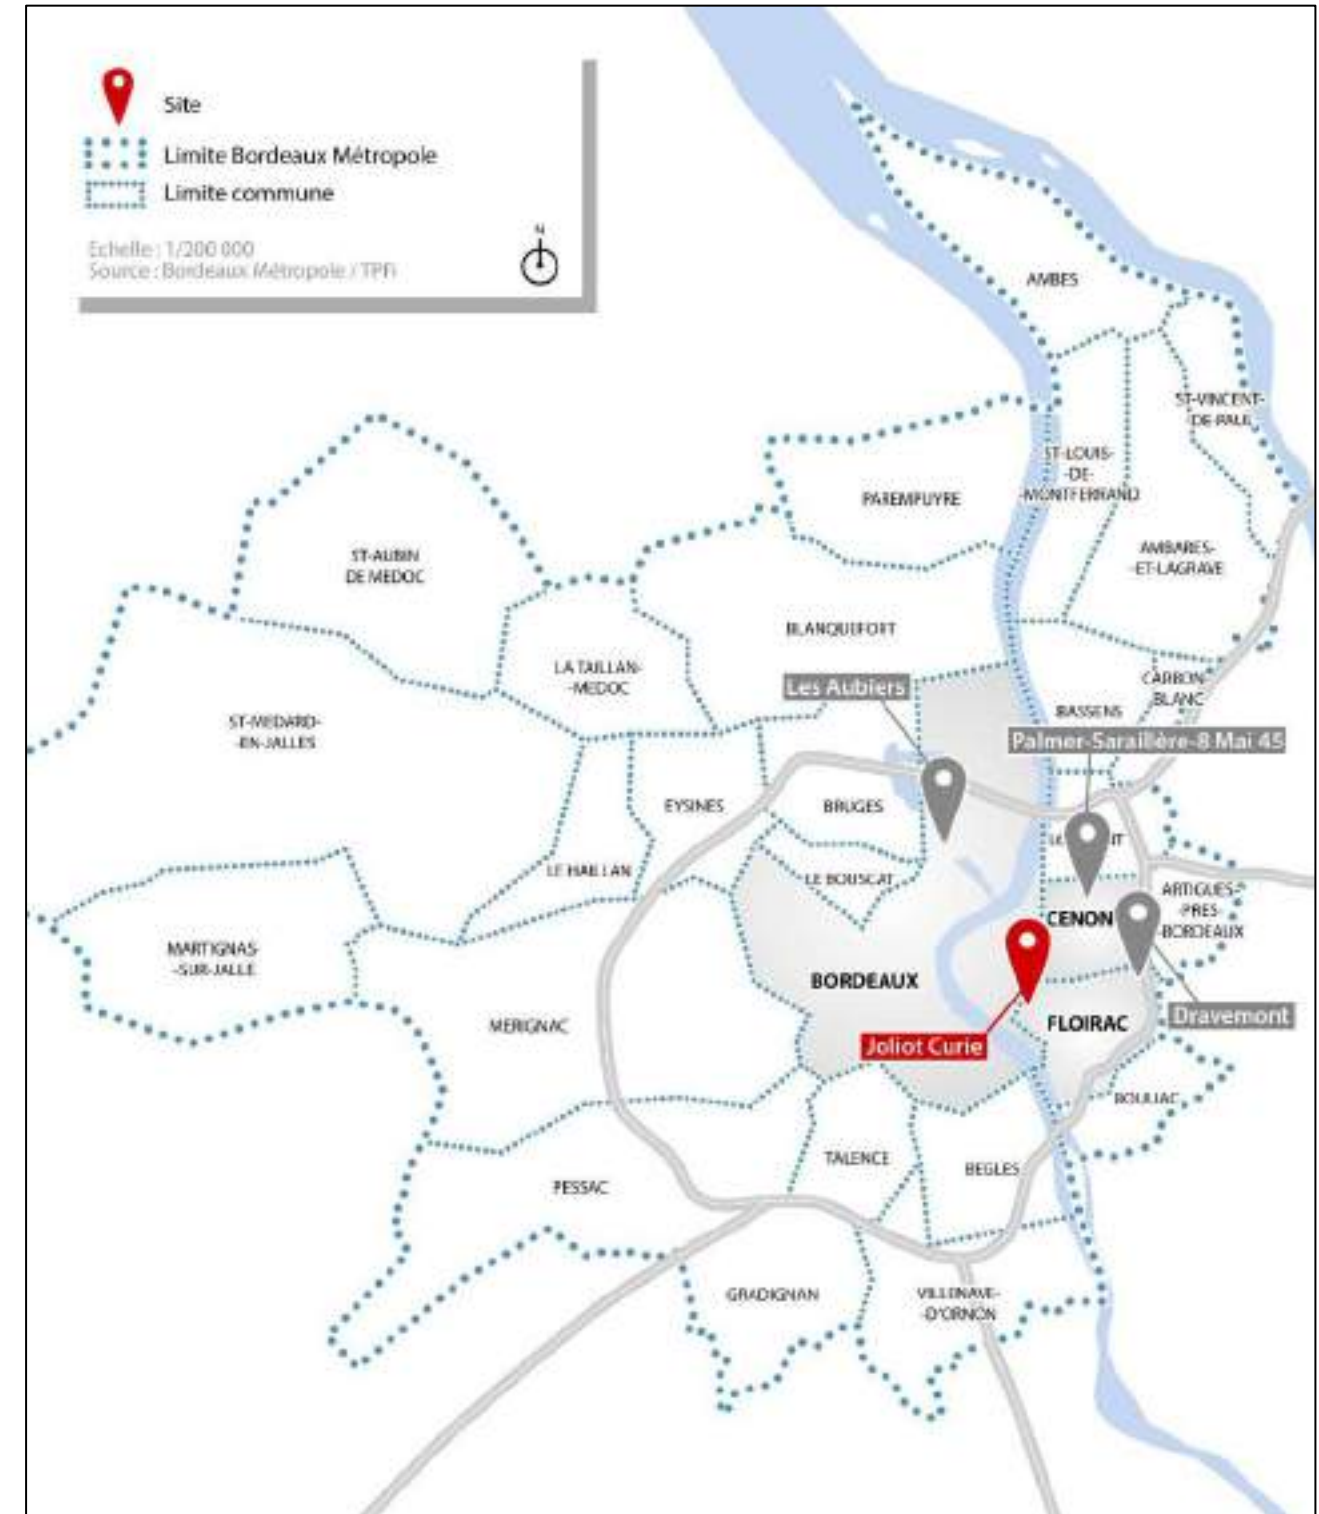 Site
Limite Bordeaux Métropole
Limite commune
N
Echelle : 1/200 000
Source : Bordeaux Métropole / TPFi
AMBES
ST-VINCENT-
-DE-PAUL
ST-LOUIS-
-DE-
-MONTFERRAND
PAREMPUYRE
AMBARES-
-ET-LAGRAVE
ST-AUBIN
DE MEDOC
BLANQUEFORT
LA TAILLAN-
-MEDOC
CARBON-
BLANC
Les Aubiers
BASSENS
ST-MEDARD-
-EN-JALLES
Palmer-Saraillère-8 Mai 45
EYSINES
BRUGES
LE HAILLAN
LE BOUSCAT
ARTIGUES-
-PRES-
-BORDEAUX
CENON
MARTIGNAS-
-SUR-JALLE
BORDEAUX
MERIGNAC
FLOIRAC
Dravemont
Joliot Curie
BOULIAC
TALENCE
BEGLES
PESSAC
GRADIGNAN
VILLENAVE-
-D'ORNON